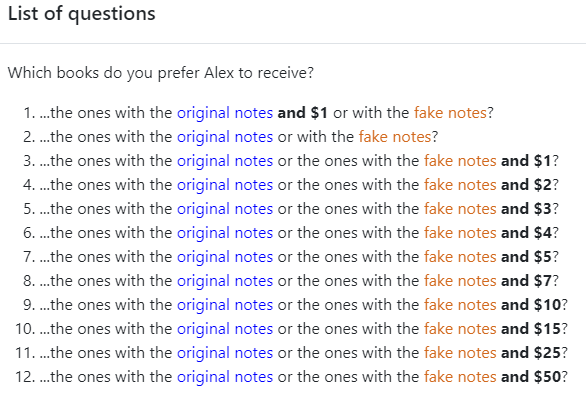 List of questions
Which books do you prefer Alex to receive?
1. ...the ones with the original notes and $1 or with the fake notes?
2. ...the ones with the original notes or with the fake notes?
3. ...the ones with the original notes or the ones with the fake notes and $1?
4. ...the ones with the original notes or the ones with the fake notes and $2?
5. ...the ones with the original notes or the ones with the fake notes and $3?
6. ...the ones with the original notes or the ones with the fake notes and $4?
7. ...the ones with the original notes or the ones with the fake notes and $5?
8. ...the ones with the original notes or the ones with the fake notes and $7?
9. ...the ones with the original notes or the ones with the fake notes and $10?
10. ...the ones with the original notes or the ones with the fake notes and $15?
11. ...the ones with the original notes or the ones with the fake notes and $25?
12. ...the ones with the original notes or the ones with the fake notes and $50?